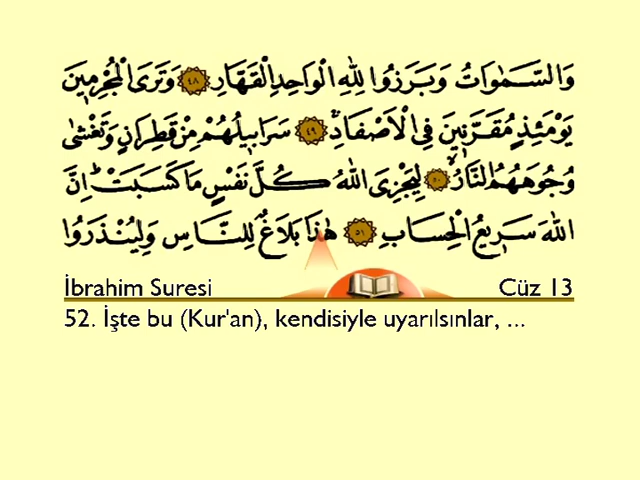 وَالسَّمٰوَاتُ وَبَرَزُوا لِلّٰهِ الْوَاحِدِ الْقَهَّارِ ﴿٤٨﴾ وَتَرَى الْمُجْرِمٖينَ
يَوْمَئِذٍ مُقَرَّنٖينَ فِي الْاَصْفَادِۚ ﴿٤٩﴾ سَرَابٖيلُهُمْ مِنْ قَطِرَانٍ وَتَغْشٰى
وُجُوهَهُمُ النَّارُۙ ﴿٥٠﴾ لِيَجْزِيَ اللّٰهُ كُلَّ نَفْسٍ مَا كَسَبَتْۜ اِنَّ
اللّٰهَ سَرٖيعُ الْحِسَابِ ﴿٥١﴾ هٰذَا بَلَاغٌ لِلنَّاسِ وَلِيُنْذَرُوا
İbrahim Suresi Cüz 13
52. İşte bu (Kur'an), kendisiyle uyarılsınlar, ...